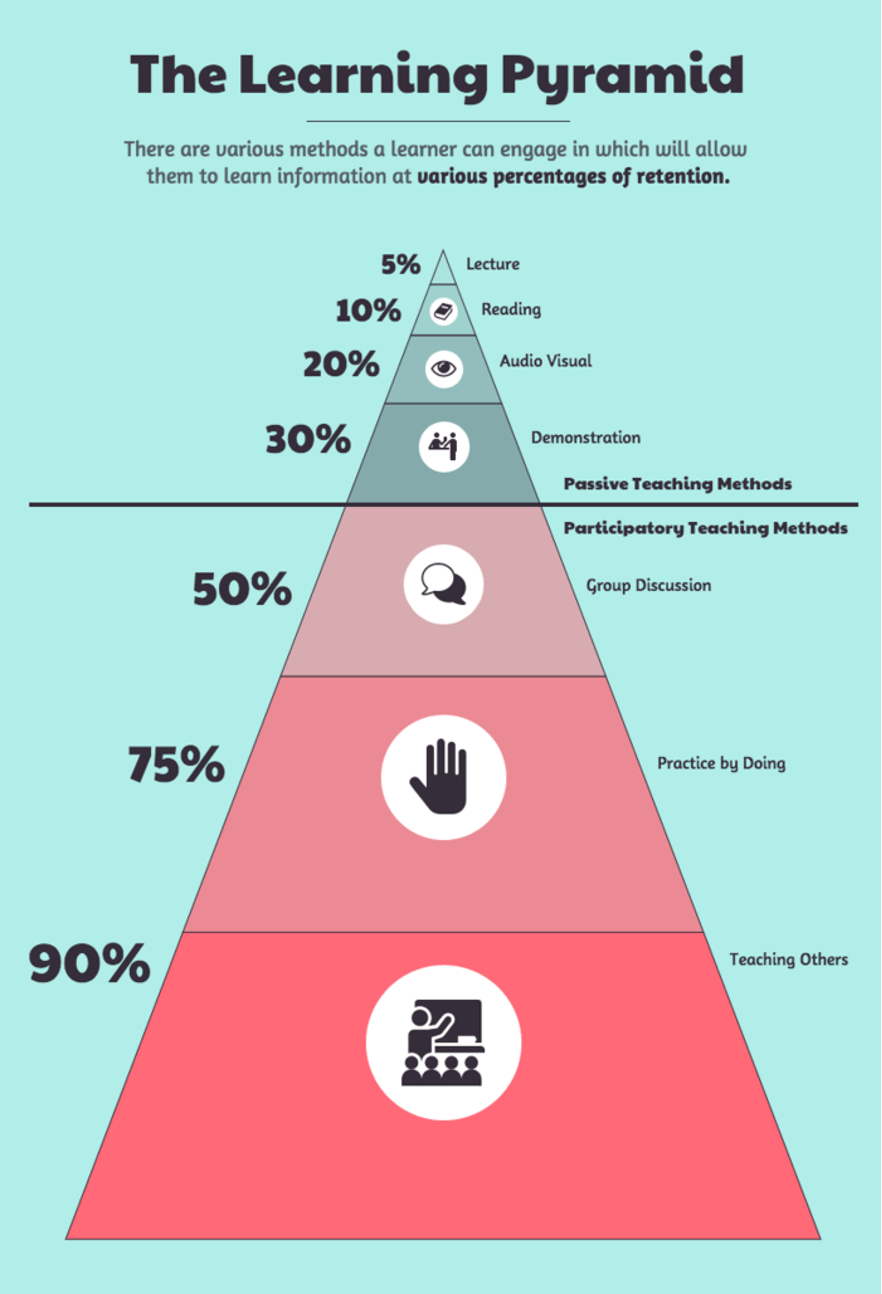 The Learning Pyramid
There are various methods a learner can engage in which will allow
them to learn information at various percentages of retention.
5% Lecture
10% Reading
20% Audio Visual
30% Demonstration
Passive Teaching Methods
Participatory Teaching Methods
50% Group Discussion
75% Practice by Doing
90% Teaching Others